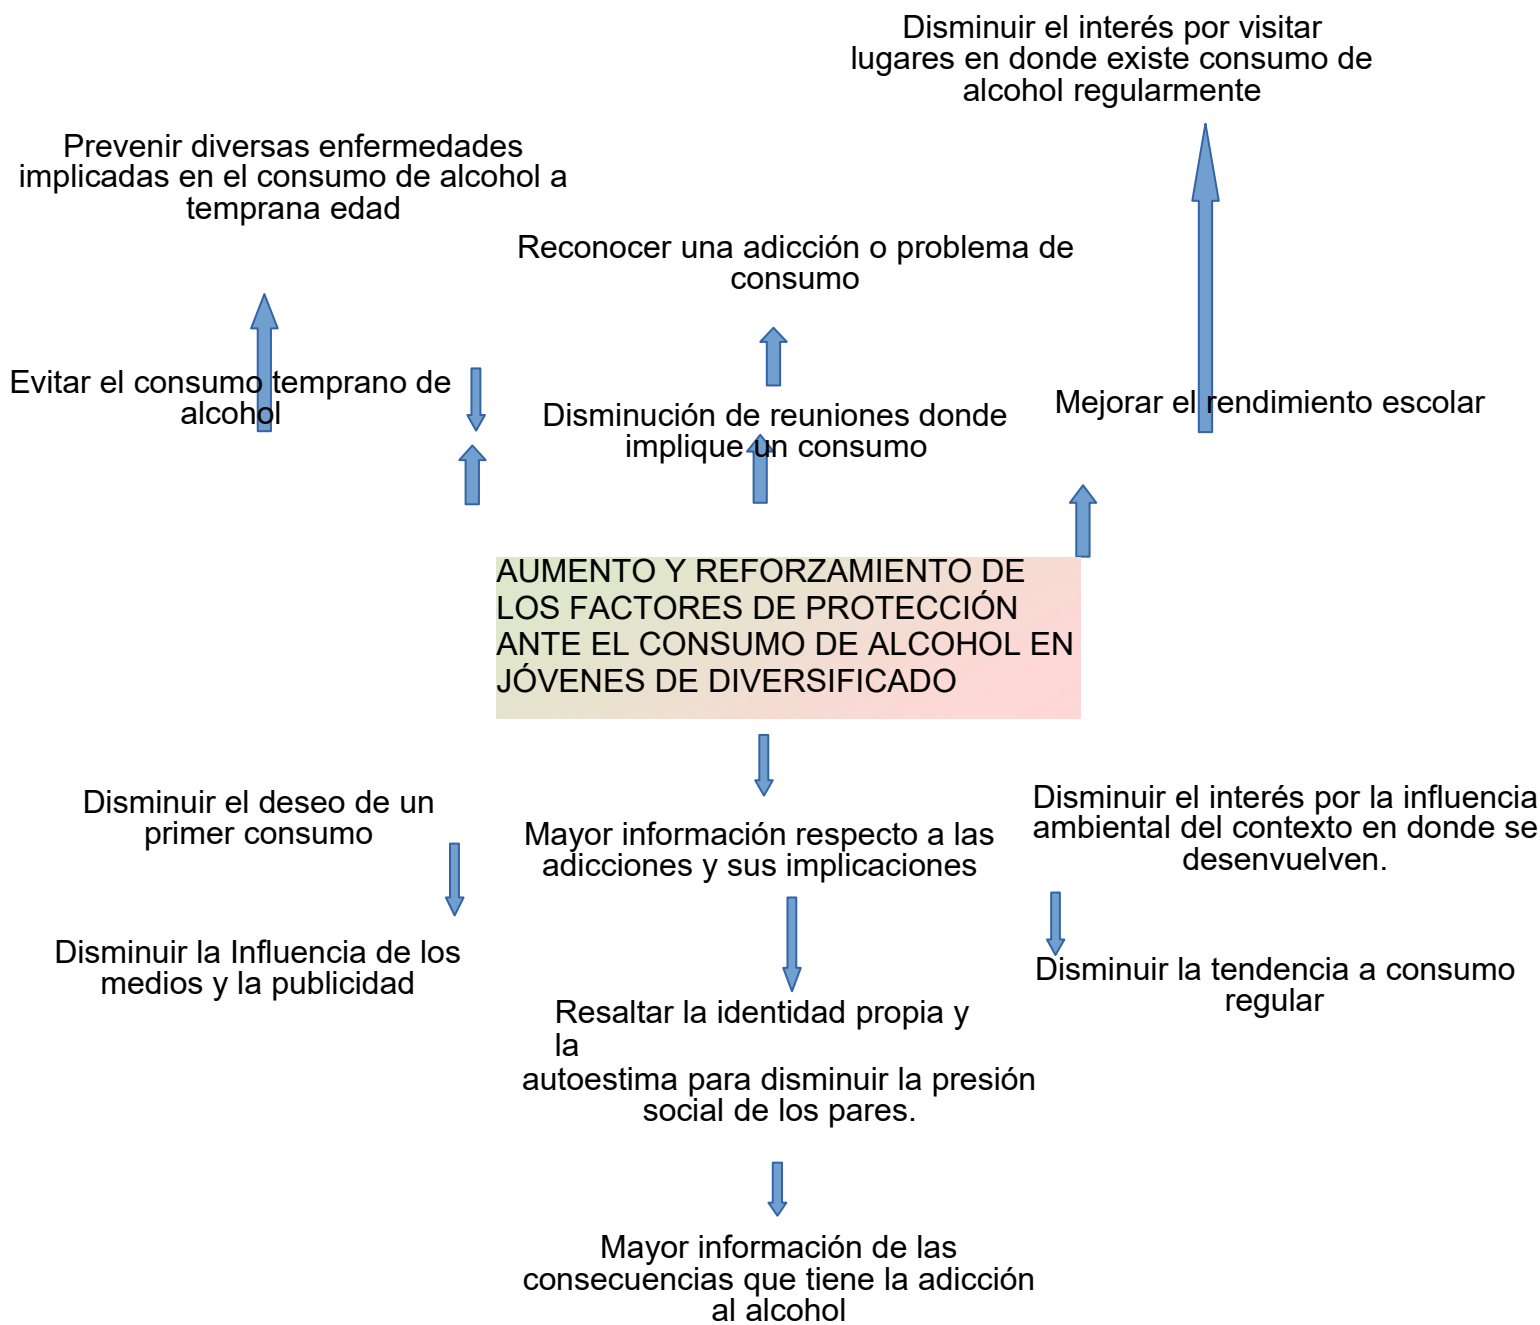 Disminuir el interés por visitar
lugares en donde existe consumo de
alcohol regularmente
Prevenir diversas enfermedades
implicadas en el consumo de alcohol a
temprana edad
Reconocer una adicción o problema de
consumo
Evitar el consumo temprano de
alcohol
Disminución de reuniones donde
implique un consumo
Mejorar el rendimiento escolar
AUMENTO Y REFORZAMIENTO DE
LOS FACTORES DE PROTECCIÓN
ANTE EL CONSUMO DE ALCOHOL EN
JÓVENES DE DIVERSIFICADO
Disminuir el deseo de un
primer consumo
Mayor información respecto a las
adicciones y sus implicaciones
Disminuir el interés por la influencia
ambiental del contexto en donde se
desenvuelven.
Disminuir la Influencia de los
medios y la publicidad
Disminuir la tendencia a consumo
regular
Resaltar la identidad propia y
la
autoestima para disminuir la presión
social de los pares.
Mayor información de las
consecuencias que tiene la adicción
al alcohol